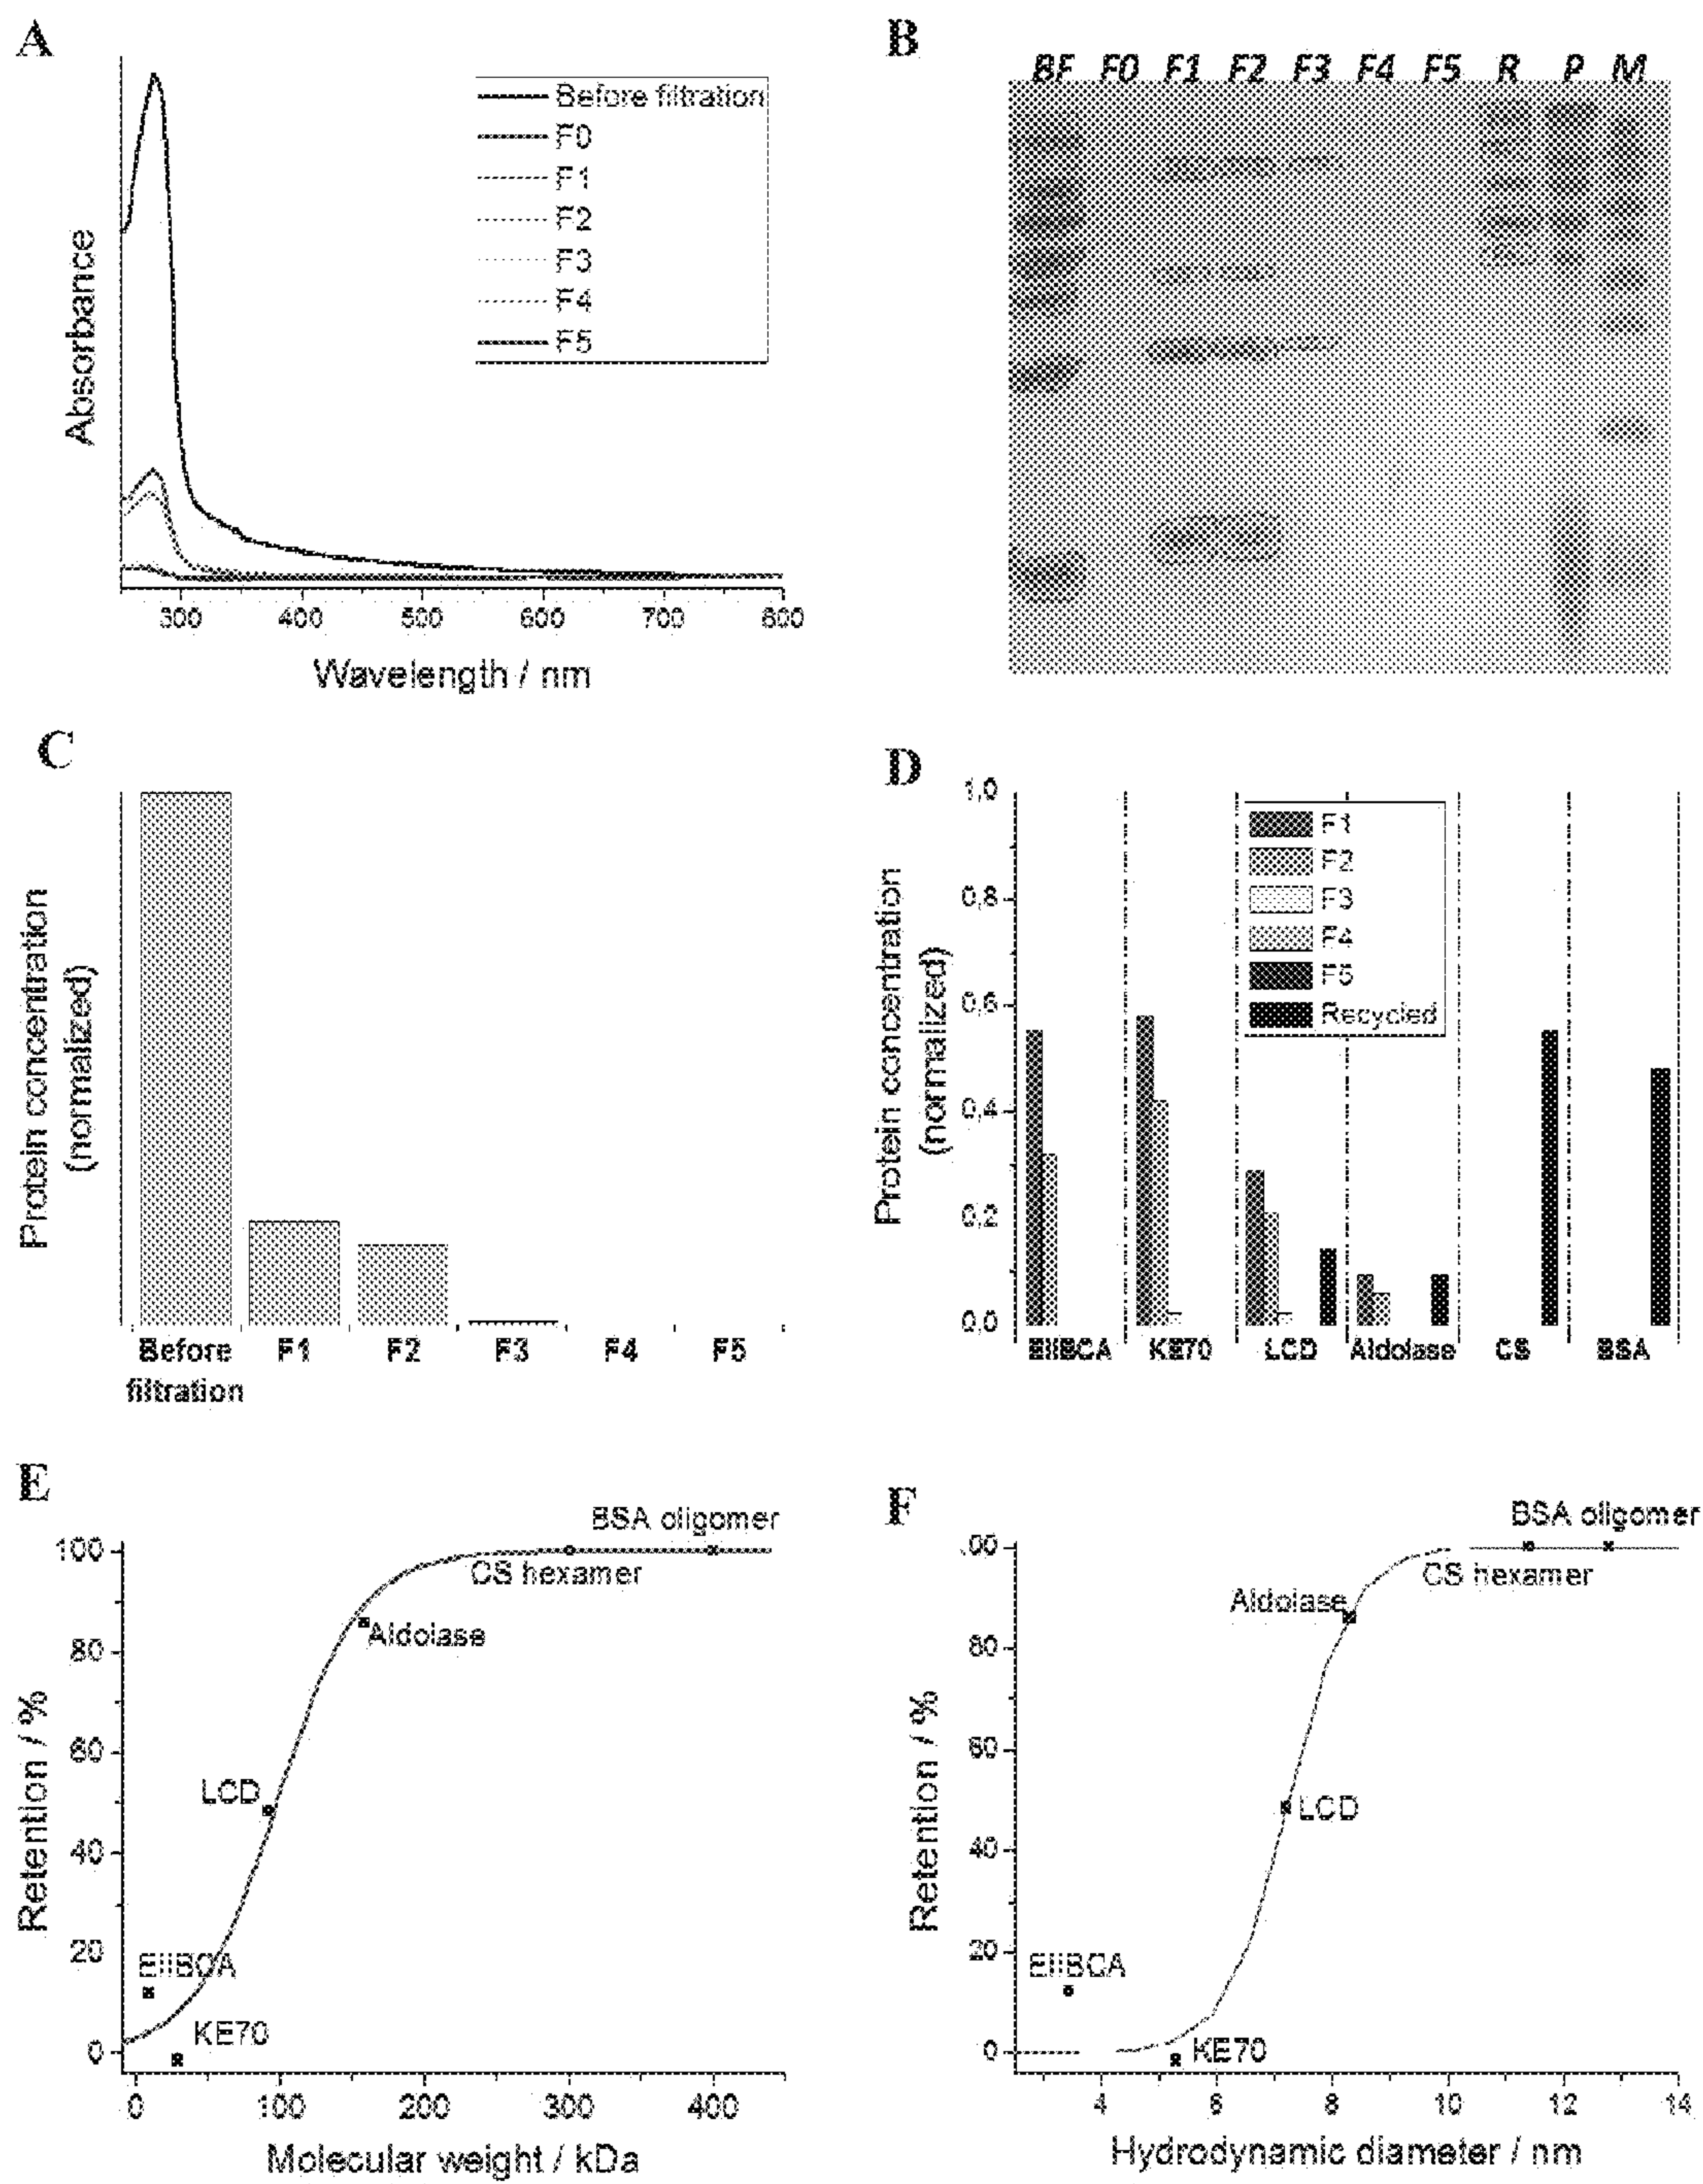 A
Before filtration
F0
F1
F2
F3
F4
F5
Absorbance
300 400 500 600 700 800
Wavelength / nm
B
BF F0 F1 F2 F3 F4 F5 R P M
C
Protein concentration
(normalized)
Before F1 F2 F3 F4 F5
filtration
D
1,0
0,8
0,6
0,4
0,2
0,0
Protein concentration
(normalized)
F1
F2
F3
F4
F5
Recycled
EIIBCA KE70 LCD Aldolase CS BSA
E
100
80
60
40
20
0
Retention / %
BSA oligomer
CS hexamer
Aldolase
LCD
EIIBCA
KE70
0 100 200 300 400
Molecular weight / kDa
F
.00
80
60
40
20
0
Retention / %
BSA oligomer
CS hexamer
Aldolase
LCD
EIIBCA
KE70
4 6 8 10 12 14
Hydrodynamic diameter / nm